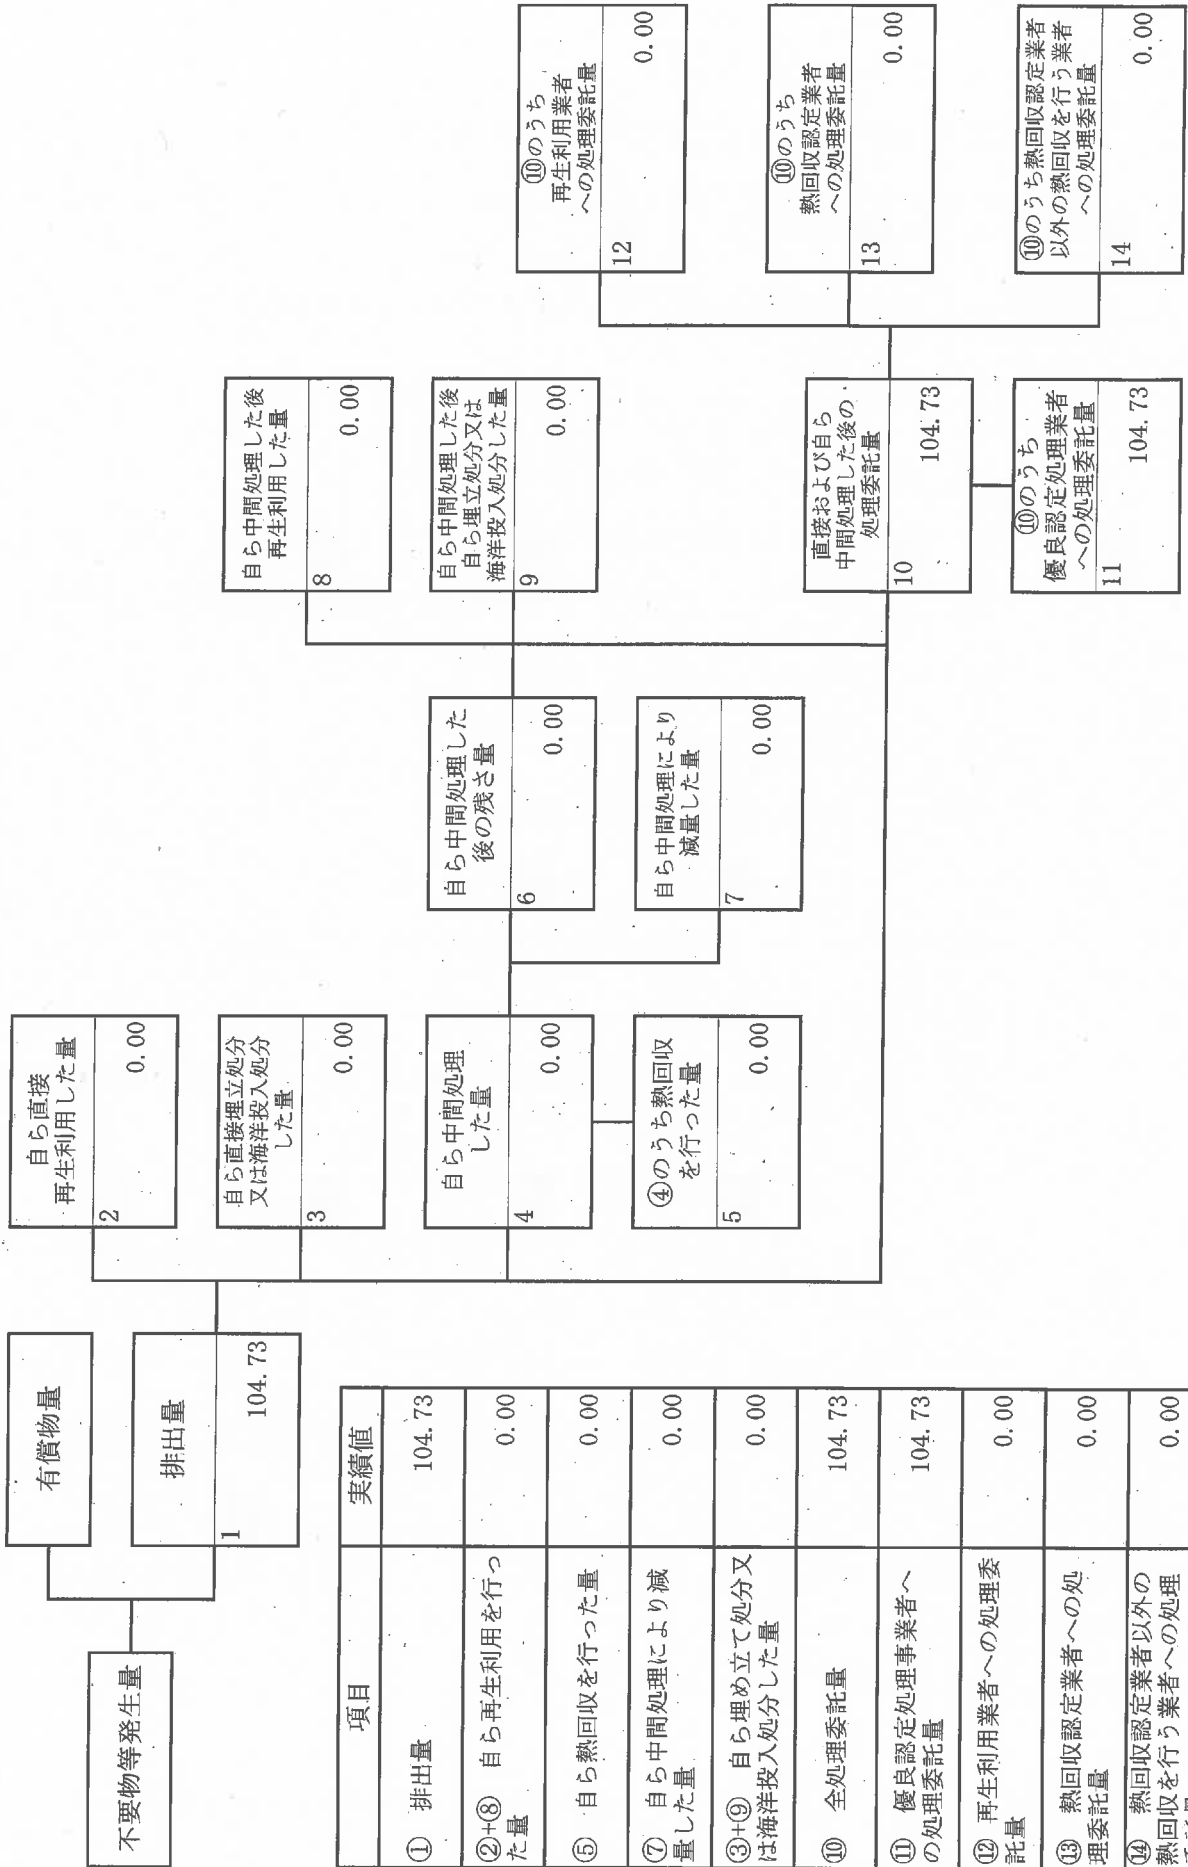 不要物等発生量
有償物量
排出量
1
104.73
自ら直接
再生利用した量
2
0.00
自ら直接埋立処分
又は海洋投入処分
した量
3
0.00
自ら中間処理
した量
4
0.00
④のうち熱回収
を行った量
5
0.00
自ら中間処理した
後の残さ量
6
0.00
自ら中間処理により
減量した量
7
0.00
自ら中間処理した後
再生利用した量
8
0.00
自ら中間処理した後
自ら埋立処分又は
海洋投入処分した量
9
0.00
直接および自ら
中間処理した後の
処理委託量
10
104.73
⑩のうち
優良認定処理業者
への処理委託量
11
104.73
⑩のうち
再生利用業者
への処理委託量
12
0.00
⑩のうち
熱回収認定業者
への処理委託量
13
0.00
⑩のうち熱回収認定業者
以外の熱回収を行う業者
への処理委託量
14
0.00
項目 実績値
① 排出量 104.73
②+⑧ 自ら再生利用を行っ
た量
0.00
⑤ 自ら熱回収を行った量 0.00
⑦ 自ら中間処理により減
量した量
0.00
③+⑨ 自ら埋め立て処分又
は海洋投入処分した量
0.00
⑩ 全処理委託量 104.73
⑪ 優良認定処理事業者へ
の処理委託量
104.73
⑫ 再生利用業者への処理委
託量
0.00
⑬ 熱回収認定業者への処
理委託量
0.00
⑭ 熱回収認定業者以外の
熱回収を行う業者への処理
0.00